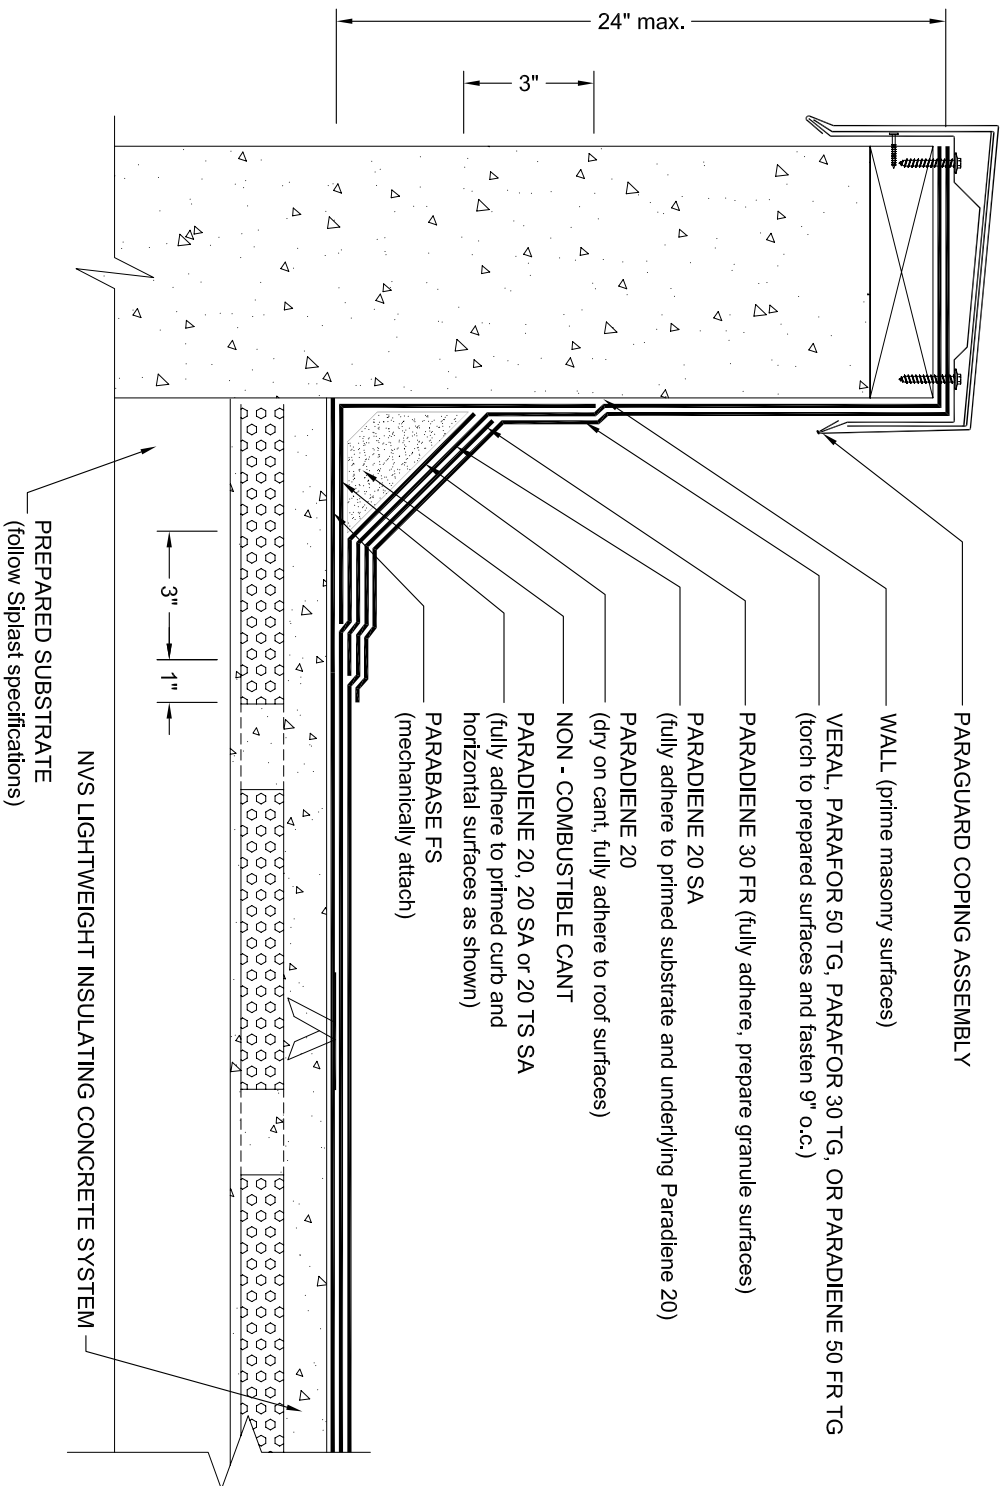 24" max.
3"
PARAGUARD COPING ASSEMBLY
WALL (prime masonry surfaces)
VERAL, PARAFOR 50 TG, PARAFOR 30 TG, OR PARADIENE 50 FR TG
(torch to prepared surfaces and fasten 9" o.c.)
PARADIENE 30 FR (fully adhere, prepare granule surfaces)
PARADIENE 20 SA
(fully adhere to primed substrate and underlying Paradiene 20)
PARADIENE 20
(dry on cant, fully adhere to roof surfaces)
NON - COMBUSTIBLE CANT
PARADIENE 20, 20 SA or 20 TS SA
(fully adhere to primed curb and
horizontal surfaces as shown)
PARABASE FS
(mechanically attach)
3"
1"
NVS LIGHTWEIGHT INSULATING CONCRETE SYSTEM
PREPARED SUBSTRATE
(follow Siplast specifications)